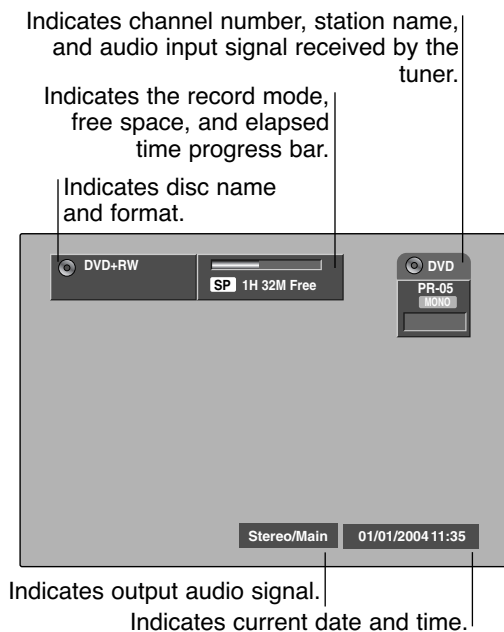 Indicates channel number, station name,
and audio input signal received by the
tuner.
Indicates the record mode,
free space, and elapsed
time progress bar.
Indicates disc name
and format.
DVD+RW
SP 1H 32M Free
DVD
PR-05
MONO
Stereo/Main
01/01/2004 11:35
Indicates output audio signal.
Indicates current date and time.